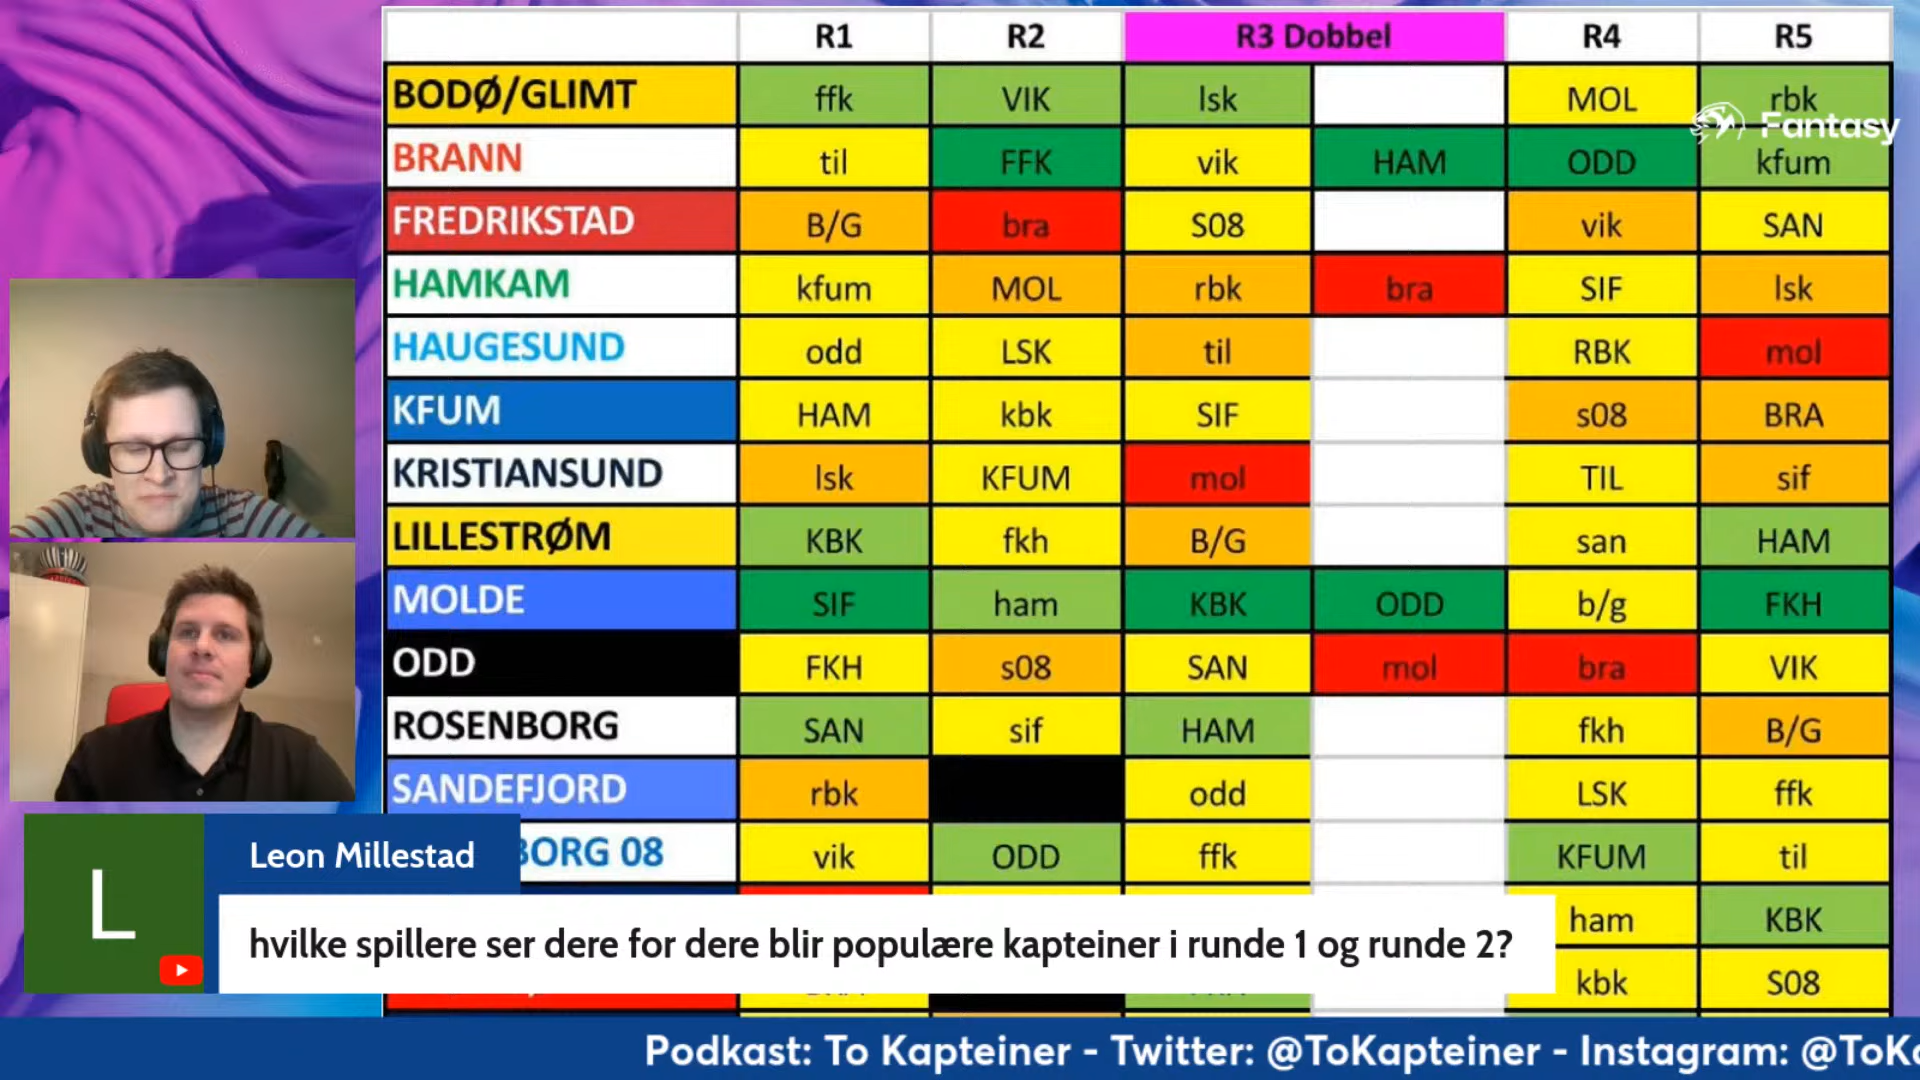 R1 R2 R3 Dobbel R4 R5
BODØ/GLIMT ffk VIK lsk MOL rbk
Fantasy
BRANN til FFK vik HAM ODD kfum
FREDRIKSTAD B/G bra S08 vik SAN
HAMKAM kfum MOL rbk bra SIF lsk
HAUGESUND odd LSK til RBK mol
KFUM HAM kbk SIF s08 BRA
KRISTIANSUND lsk KFUM mol TIL sif
LILLESTRØM KBK fkh B/G san HAM
MOLDE SIF ham KBK ODD b/g FKH
ODD FKH s08 SAN mol bra VIK
ROSENBORG SAN sif HAM fkh B/G
SANDEFJORD rbk odd LSK ffk
BORG 08 vik ODD ffk KFUM til
ham KBK
kbk S08
L
Leon Millestad
hvilke spillere ser dere for dere blir populære kapteiner i runde 1 og runde 2?
Podkast: To Kapteiner - Twitter: @ToKapteiner - Instagram: @ToK